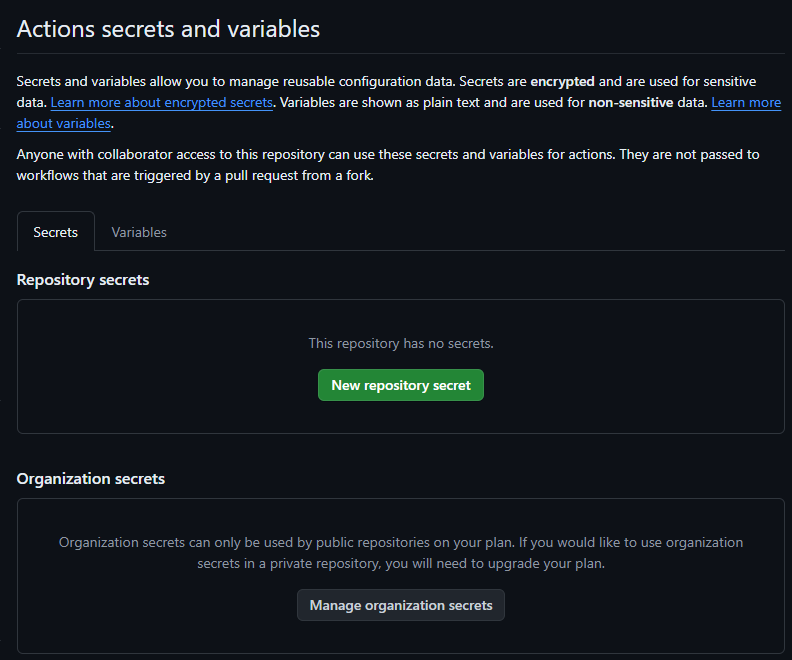 Actions secrets and variables
Secrets and variables allow you to manage reusable configuration data. Secrets are encrypted and are used for sensitive
data. Learn more about encrypted secrets. Variables are shown as plain text and are used for non-sensitive data. Learn more
about variables.
Anyone with collaborator access to this repository can use these secrets and variables for actions. They are not passed to
workflows that are triggered by a pull request from a fork.
Secrets Variables
Repository secrets
This repository has no secrets.
New repository secret
Organization secrets
Organization secrets can only be used by public repositories on your plan. If you would like to use organization
secrets in a private repository, you will need to upgrade your plan.
Manage organization secrets